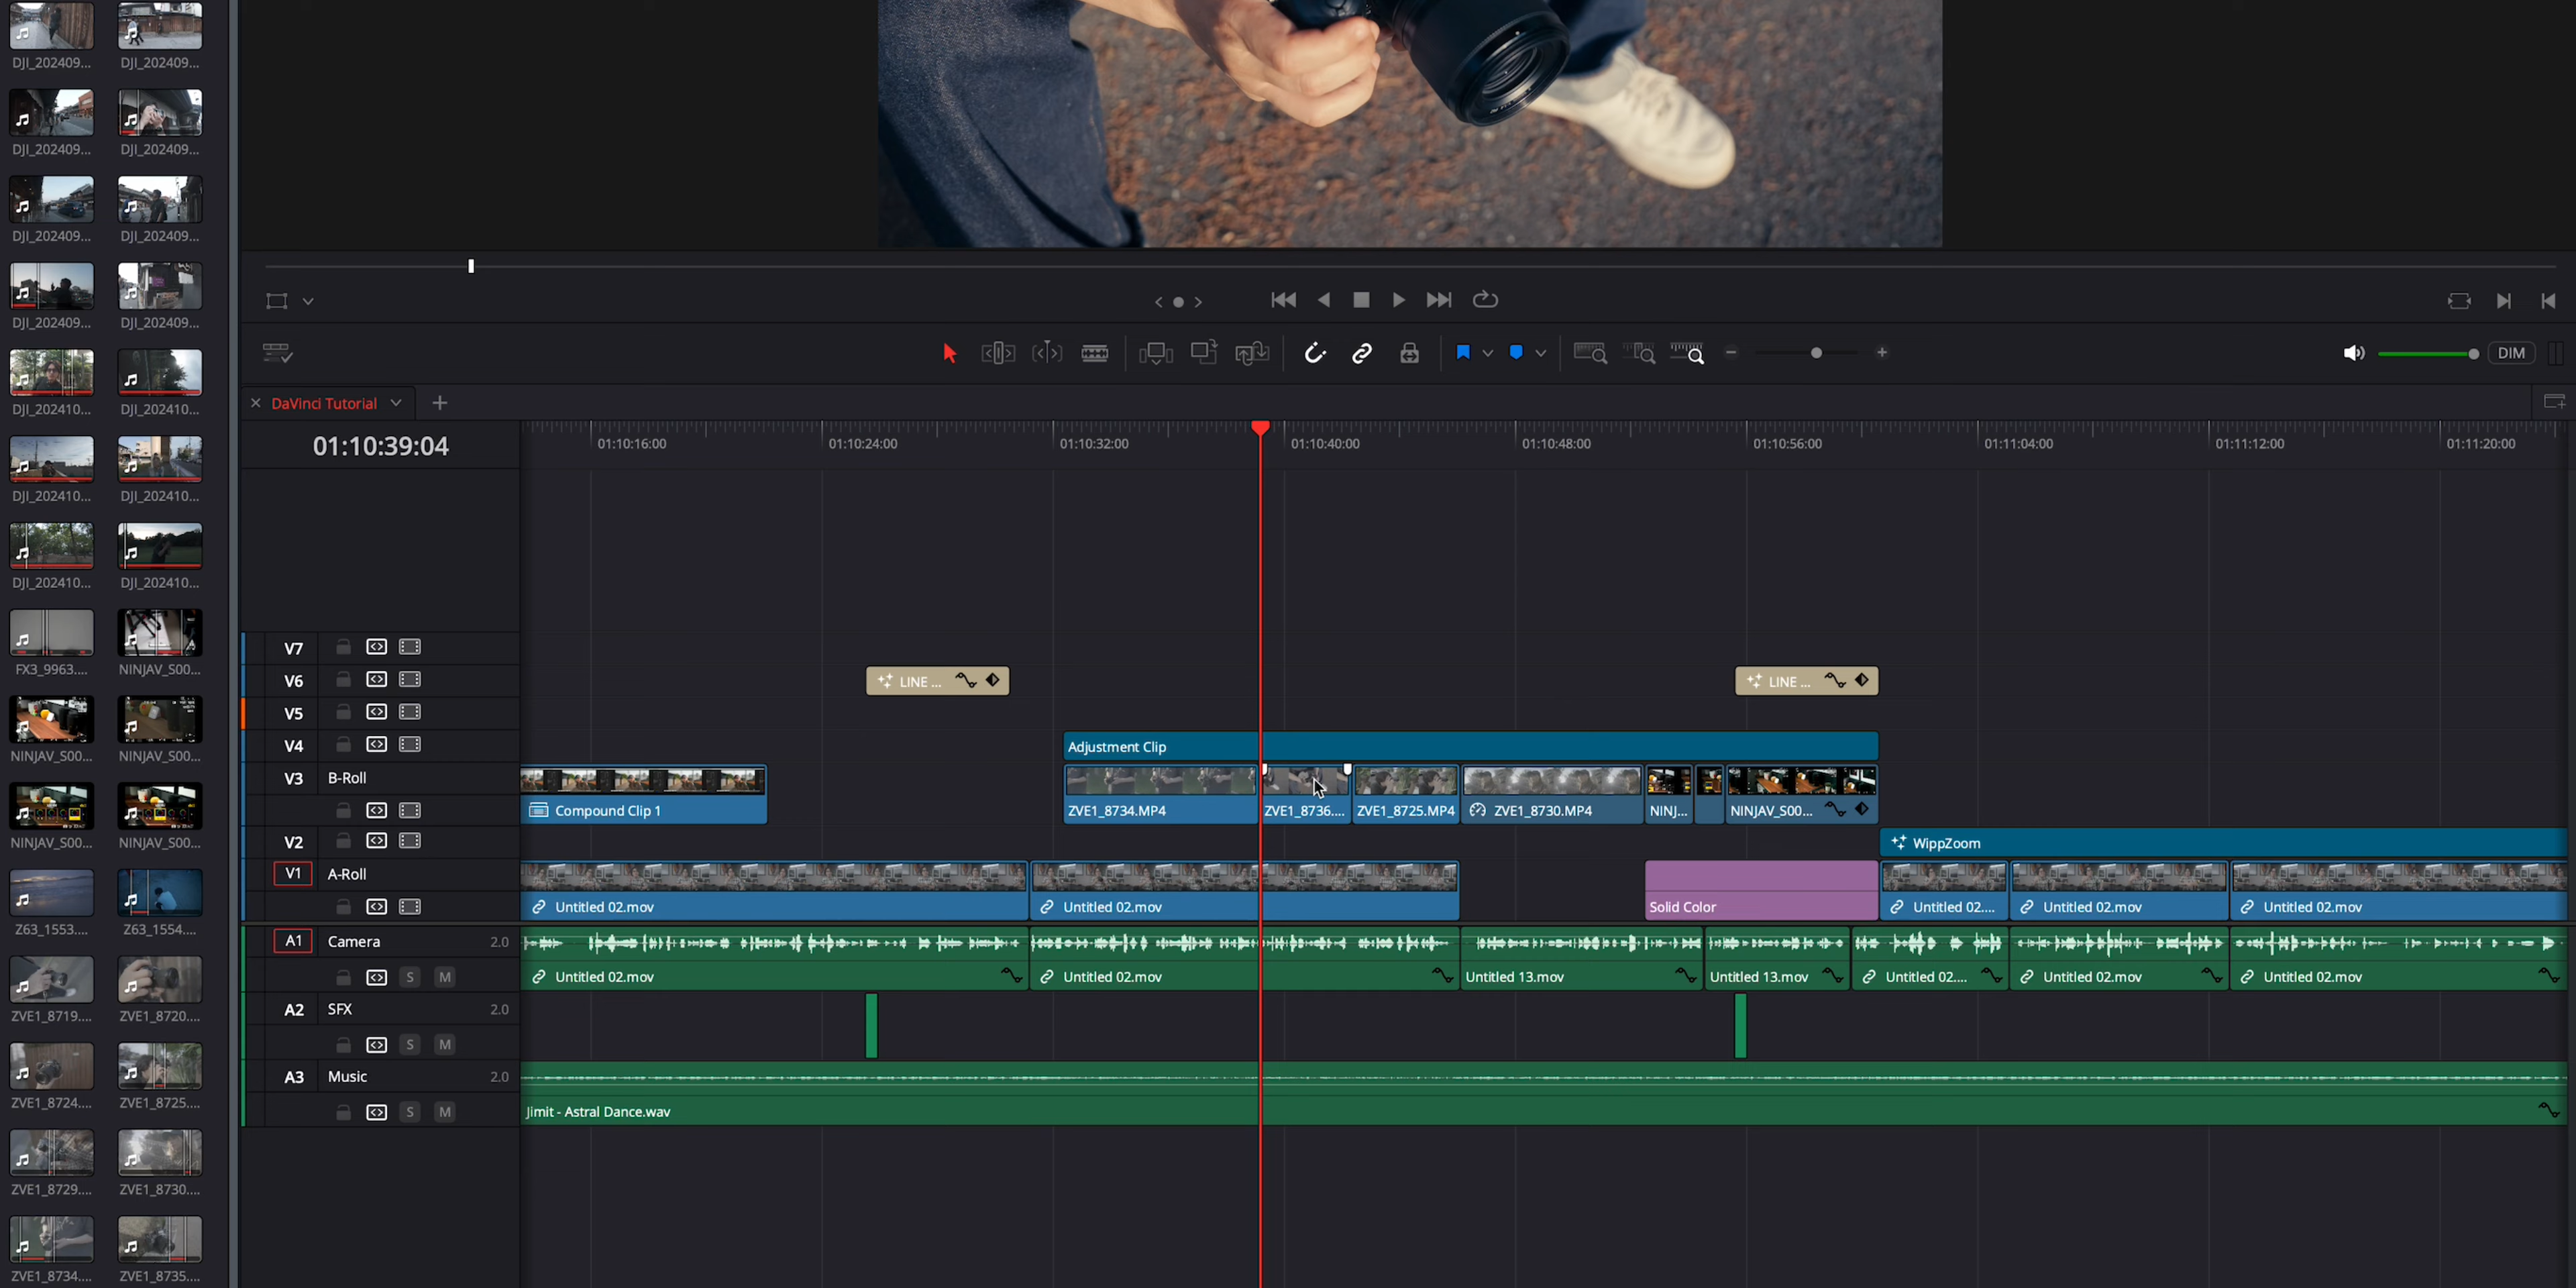 DJI_202409... DJI_202409...
DJI_202409... DJI_202409...
DJI_202409... DJI_202409...
DJI_202409... DJI_202409...
DJI_202410... DJI_202410...
DJI_202410... DJI_202410...
DJI_202410... DJI_202410...
FX3_9963.... NINJAV_S00...
NINJAV_S00... NINJAV_S00...
NINJAV_S00... NINJAV_S00...
Z63_1553.... Z63_1554....
ZVE1_8719.... ZVE1_8720....
ZVE1_8724.... ZVE1_8725....
ZVE1_8729.... ZVE1_8730....
ZVE1_8734.... ZVE1_8735....
DIM
DaVinci Tutorial
01:10:39:04
01:10:16:00 01:10:24:00 01:10:32:00 01:10:40:00 01:10:48:00 01:10:56:00 01:11:04:00 01:11:12:00 01:11:20:00
V7
V6 LINE ... LINE ...
V5
V4 Adjustment Clip
V3 B-Roll
Compound Clip 1 ZVE1_8734.MP4 ZVE1_8736.... ZVE1_8725.MP4 ZVE1_8730.MP4 NINJ... NINJAV_S00...
V2 WippZoom
V1 A-Roll
Untitled 02.mov Untitled 02.mov Solid Color Untitled 02.... Untitled 02.mov Untitled 02.mov
A1 Camera 2.0
S M Untitled 02.mov Untitled 02.mov Untitled 13.mov Untitled 13.mov Untitled 02.... Untitled 02.mov Untitled 02.mov
A2 SFX 2.0
S M
A3 Music 2.0
S M Jimit - Astral Dance.wav